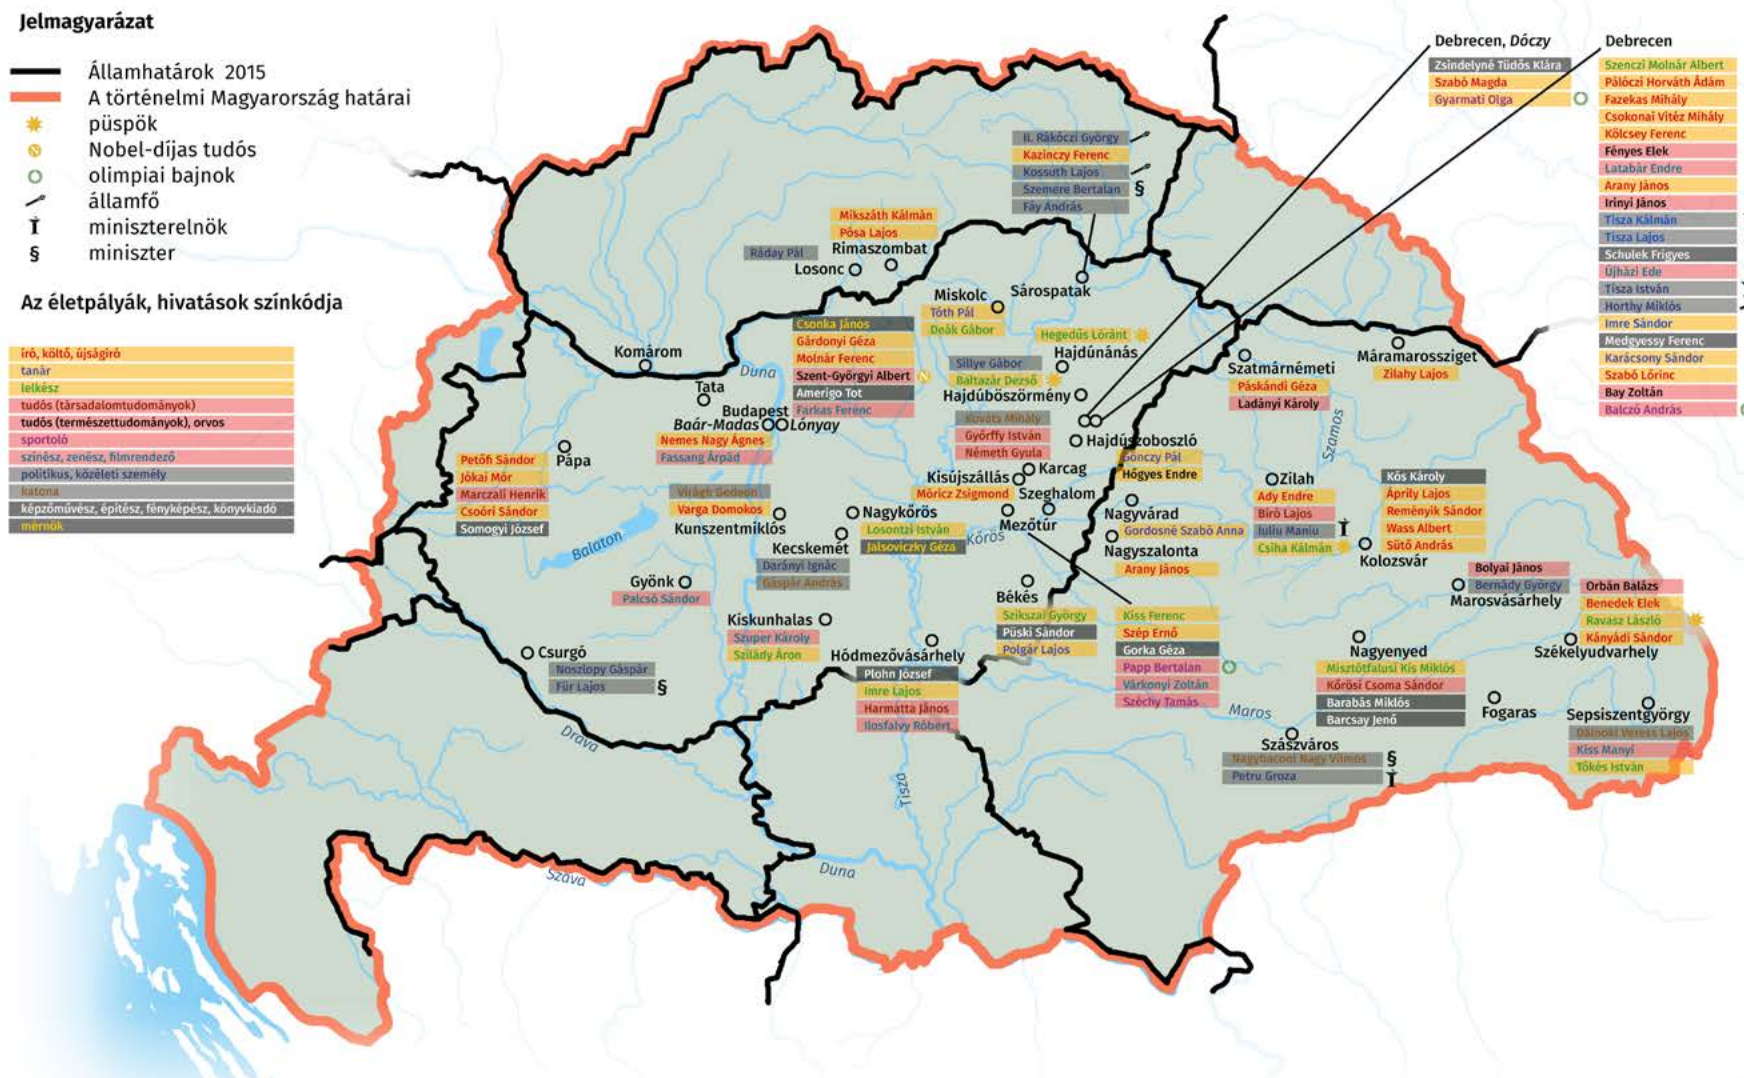 Jelmagyarázat
Államhatárok 2015
A történelmi Magyarország határai
püspök
Nobel-díjas tudós
olimpiai bajnok
államfő
miniszterelnök
§ miniszter
Az életpályák, hivatások színkódja
író, költő, újságíró
tanár
lelkész
tudós (társadalomtudományok)
tudós (természettudományok), orvos
sportoló
színész, zenész, filmrendező
politikus, közéleti személy
katona
képzőművész, építész, fényképész, könyvkiadó
mérnök
Debrecen, Dóczy
Zsindelyné Tüdős Klára
Szabó Magda
Gyarmati Olga
Debrecen
Szenczi Molnár Albert
Pálóczi Horváth Ádám
Fazekas Mihály
Csokonai Vitéz Mihály
Kölcsey Ferenc
Fényes Elek
Latabár Endre
Arany János
Irinyi János
Tisza Kálmán
Tisza Lajos
Schulek Frigyes
Újházi Ede
Tisza István
Horthy Miklós
Imre Sándor
Medgyessy Ferenc
Karácsony Sándor
Szabó Lőrinc
Bay Zoltán
Balczó András
II. Rákóczi György
Kazinczy Ferenc
Kossuth Lajos
Szemere Bertalan §
Fáy András
Sárospatak
Mikszáth Kálmán
Pósa Lajos
Rimaszombat
Ráday Pál
Losonc
Miskolc
Tóth Pál
Deák Gábor
Hegedűs Lóránt
Hajdúnánás
Sillye Gábor
Baltazár Dezső
Hajdúböszörmény
Kováts Mihály
Győrffy István
Németh Gyula
Hajdúszoboszló
Gönczy Pál
Hőgyes Endre
Komárom
Tata
Duna
Csonka János
Gárdonyi Géza
Molnár Ferenc
Szent-Györgyi Albert
Amerigo Tot
Farkas Ferenc
Budapest
Baár-Madas Lónyay
Nemes Nagy Ágnes
Fassang Árpád
Pápa
Petőfi Sándor
Jókai Mór
Marczali Henrik
Csoóri Sándor
Somogyi József
Virágh Gedeon
Varga Domokos
Kunszentmiklós
Nagykőrös
Losontzi István
Jalsoviczky Géza
Kecskemét
Darányi Ignác
Gáspár András
Karcag
Kisújszállás
Móricz Zsigmond
Szeghalom
Mezőtúr
Körös
Balaton
Gyönk
Palcsó Sándor
Kiskunhalas
Szuper Károly
Szilády Áron
Csurgó
Noszlopy Gáspár
Für Lajos §
Hódmezővásárhely
Plohn József
Imre Lajos
Harmatta János
Ilosfalvy Róbert
Békés
Szikszai György
Püski Sándor
Polgár Lajos
Kiss Ferenc
Szép Ernő
Gorka Géza
Papp Bertalan
Várkonyi Zoltán
Széchy Tamás
Nagyvárad
Gordosné Szabó Anna
Nagyszalonta
Arany János
Szatmárnémeti
Páskándi Géza
Ladányi Károly
Máramarossziget
Zilahy Lajos
Szamos
Zilah
Ady Endre
Bíró Lajos
Iuliu Maniu
Csiha Kálmán
Kós Károly
Áprily Lajos
Reményik Sándor
Wass Albert
Sütő András
Kolozsvár
Bolyai János
Bernády György
Marosvásárhely
Orbán Balázs
Benedek Elek
Ravasz László
Kányádi Sándor
Székelyudvarhely
Nagyenyed
Misztótfalusi Kis Miklós
Kőrösi Csoma Sándor
Barabás Miklós
Barcsay Jenő
Fogaras
Sepsiszentgyörgy
Dálnoki Veress Lajos
Kiss Manyi
Tőkés István
Maros
Szászváros
Nagybaconi Nagy Vilmos §
Petru Groza
Dráva
Tisza
Duna
Száva